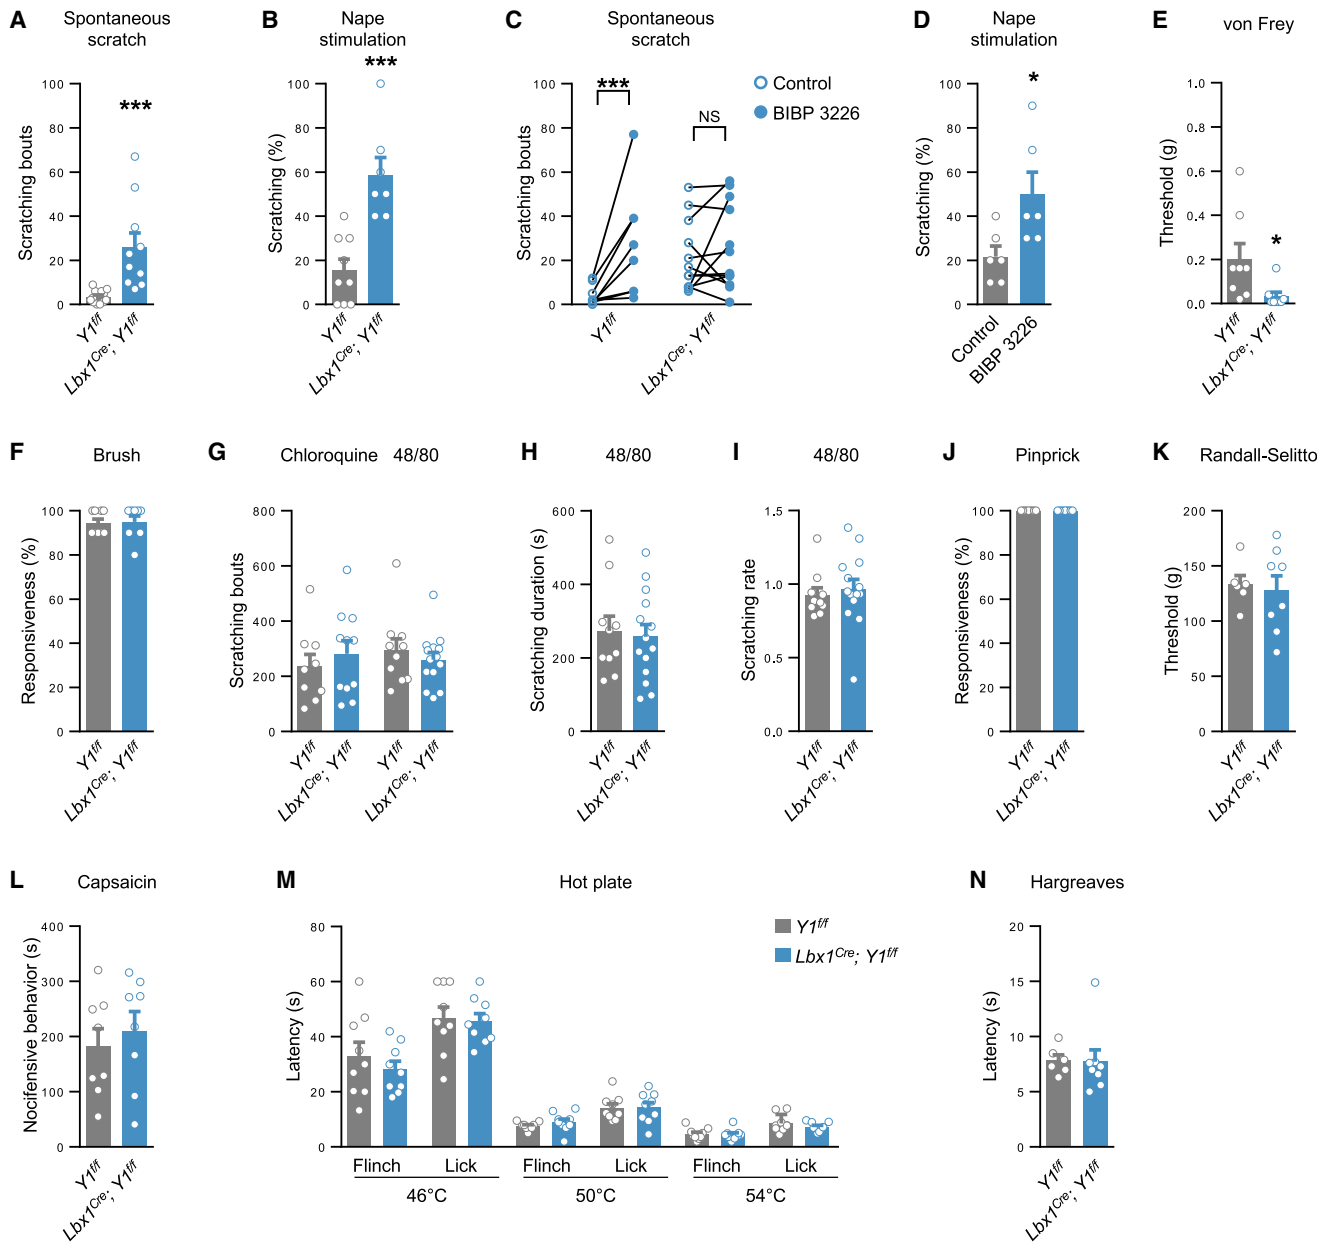 A Spontaneous scratch
Scratching bouts
100
80
60
40
20
0
***
Y1f/f
Lbx1Cre; Y1f/f
B Nape stimulation
Scratching (%)
100
80
60
40
20
0
***
Y1f/f
Lbx1Cre; Y1f/f
C Spontaneous scratch
Scratching bouts
100
80
60
40
20
0
***
NS
Control
BIBP 3226
Y1f/f
Lbx1Cre; Y1f/f
D Nape stimulation
Scratching (%)
100
80
60
40
20
0
*
Control
BIBP 3226
E von Frey
Threshold (g)
1.0
0.8
0.6
0.4
0.2
0.0
*
Y1f/f
Lbx1Cre; Y1f/f
F Brush
Responsiveness (%)
100
80
60
40
20
0
Y1f/f
Lbx1Cre; Y1f/f
G Chloroquine 48/80
Scratching bouts
800
600
400
200
0
Y1f/f
Lbx1Cre; Y1f/f
Y1f/f
Lbx1Cre; Y1f/f
H 48/80
Scratching duration (s)
600
400
200
0
Y1f/f
Lbx1Cre; Y1f/f
I 48/80
Scratching rate
1.5
1.0
0.5
0.0
Y1f/f
Lbx1Cre; Y1f/f
J Pinprick
Responsiveness (%)
100
80
60
40
20
0
Y1f/f
Lbx1Cre; Y1f/f
K Randall-Selitto
Threshold (g)
200
150
100
50
0
Y1f/f
Lbx1Cre; Y1f/f
L Capsaicin
Nocifensive behavior (s)
400
300
200
100
0
Y1f/f
Lbx1Cre; Y1f/f
M Hot plate
Latency (s)
80
60
40
20
0
Y1f/f
Lbx1Cre; Y1f/f
Flinch Lick Flinch Lick Flinch Lick
46°C 50°C 54°C
N Hargreaves
Latency (s)
20
15
10
5
0
Y1f/f
Lbx1Cre; Y1f/f